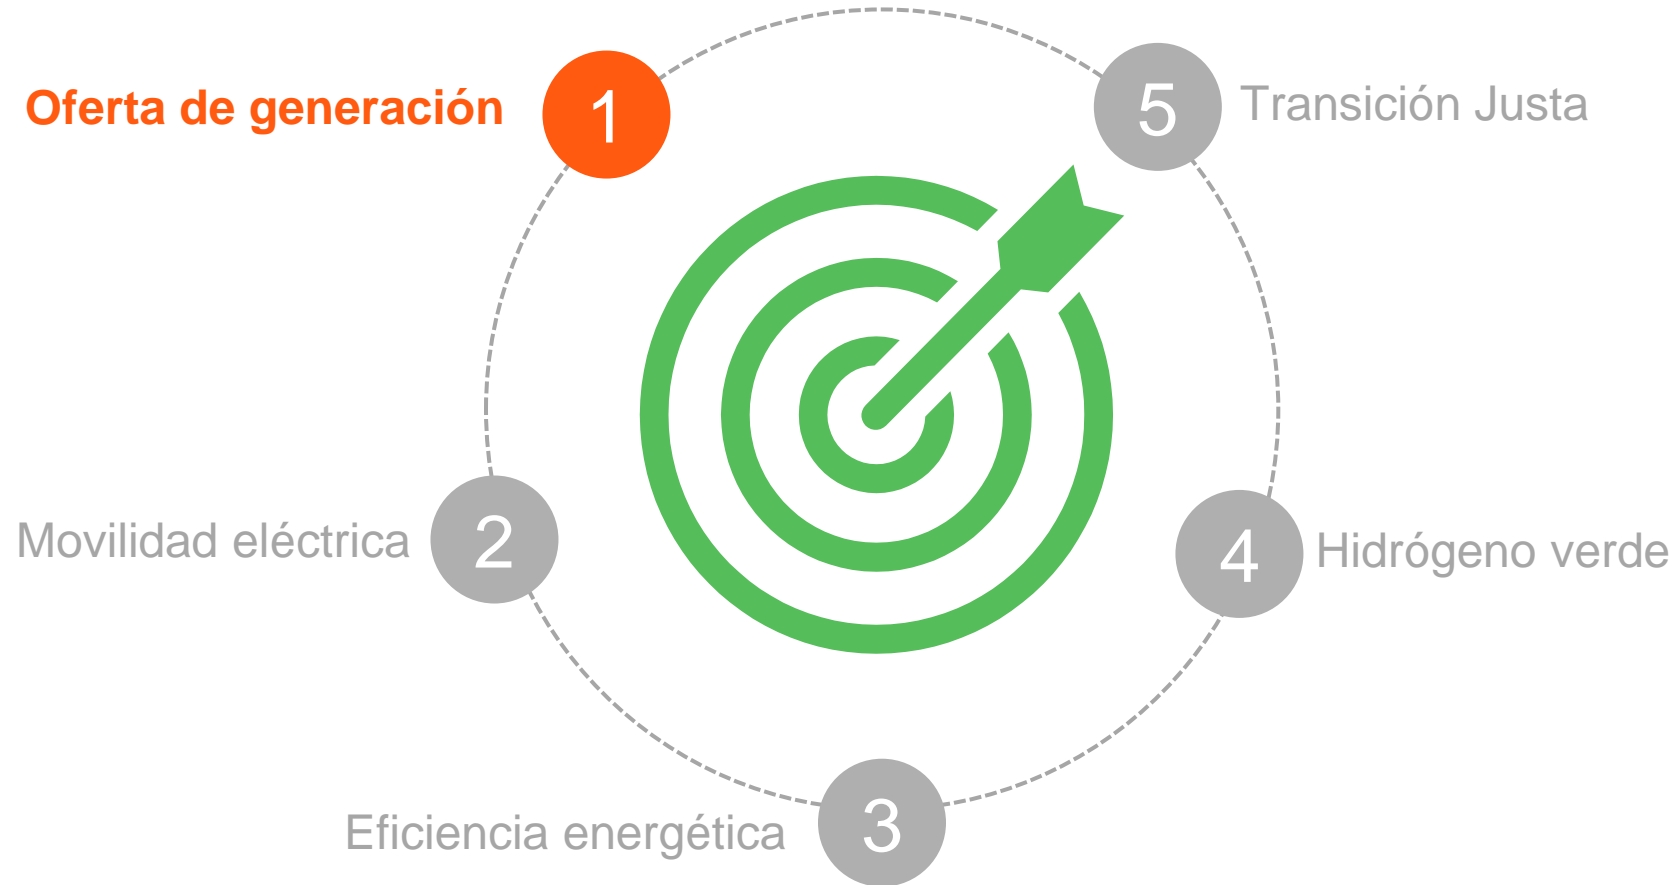 Oferta de generación
1
Movilidad eléctrica
2
Eficiencia energética
3
4
Hidrógeno verde
5
Transición Justa